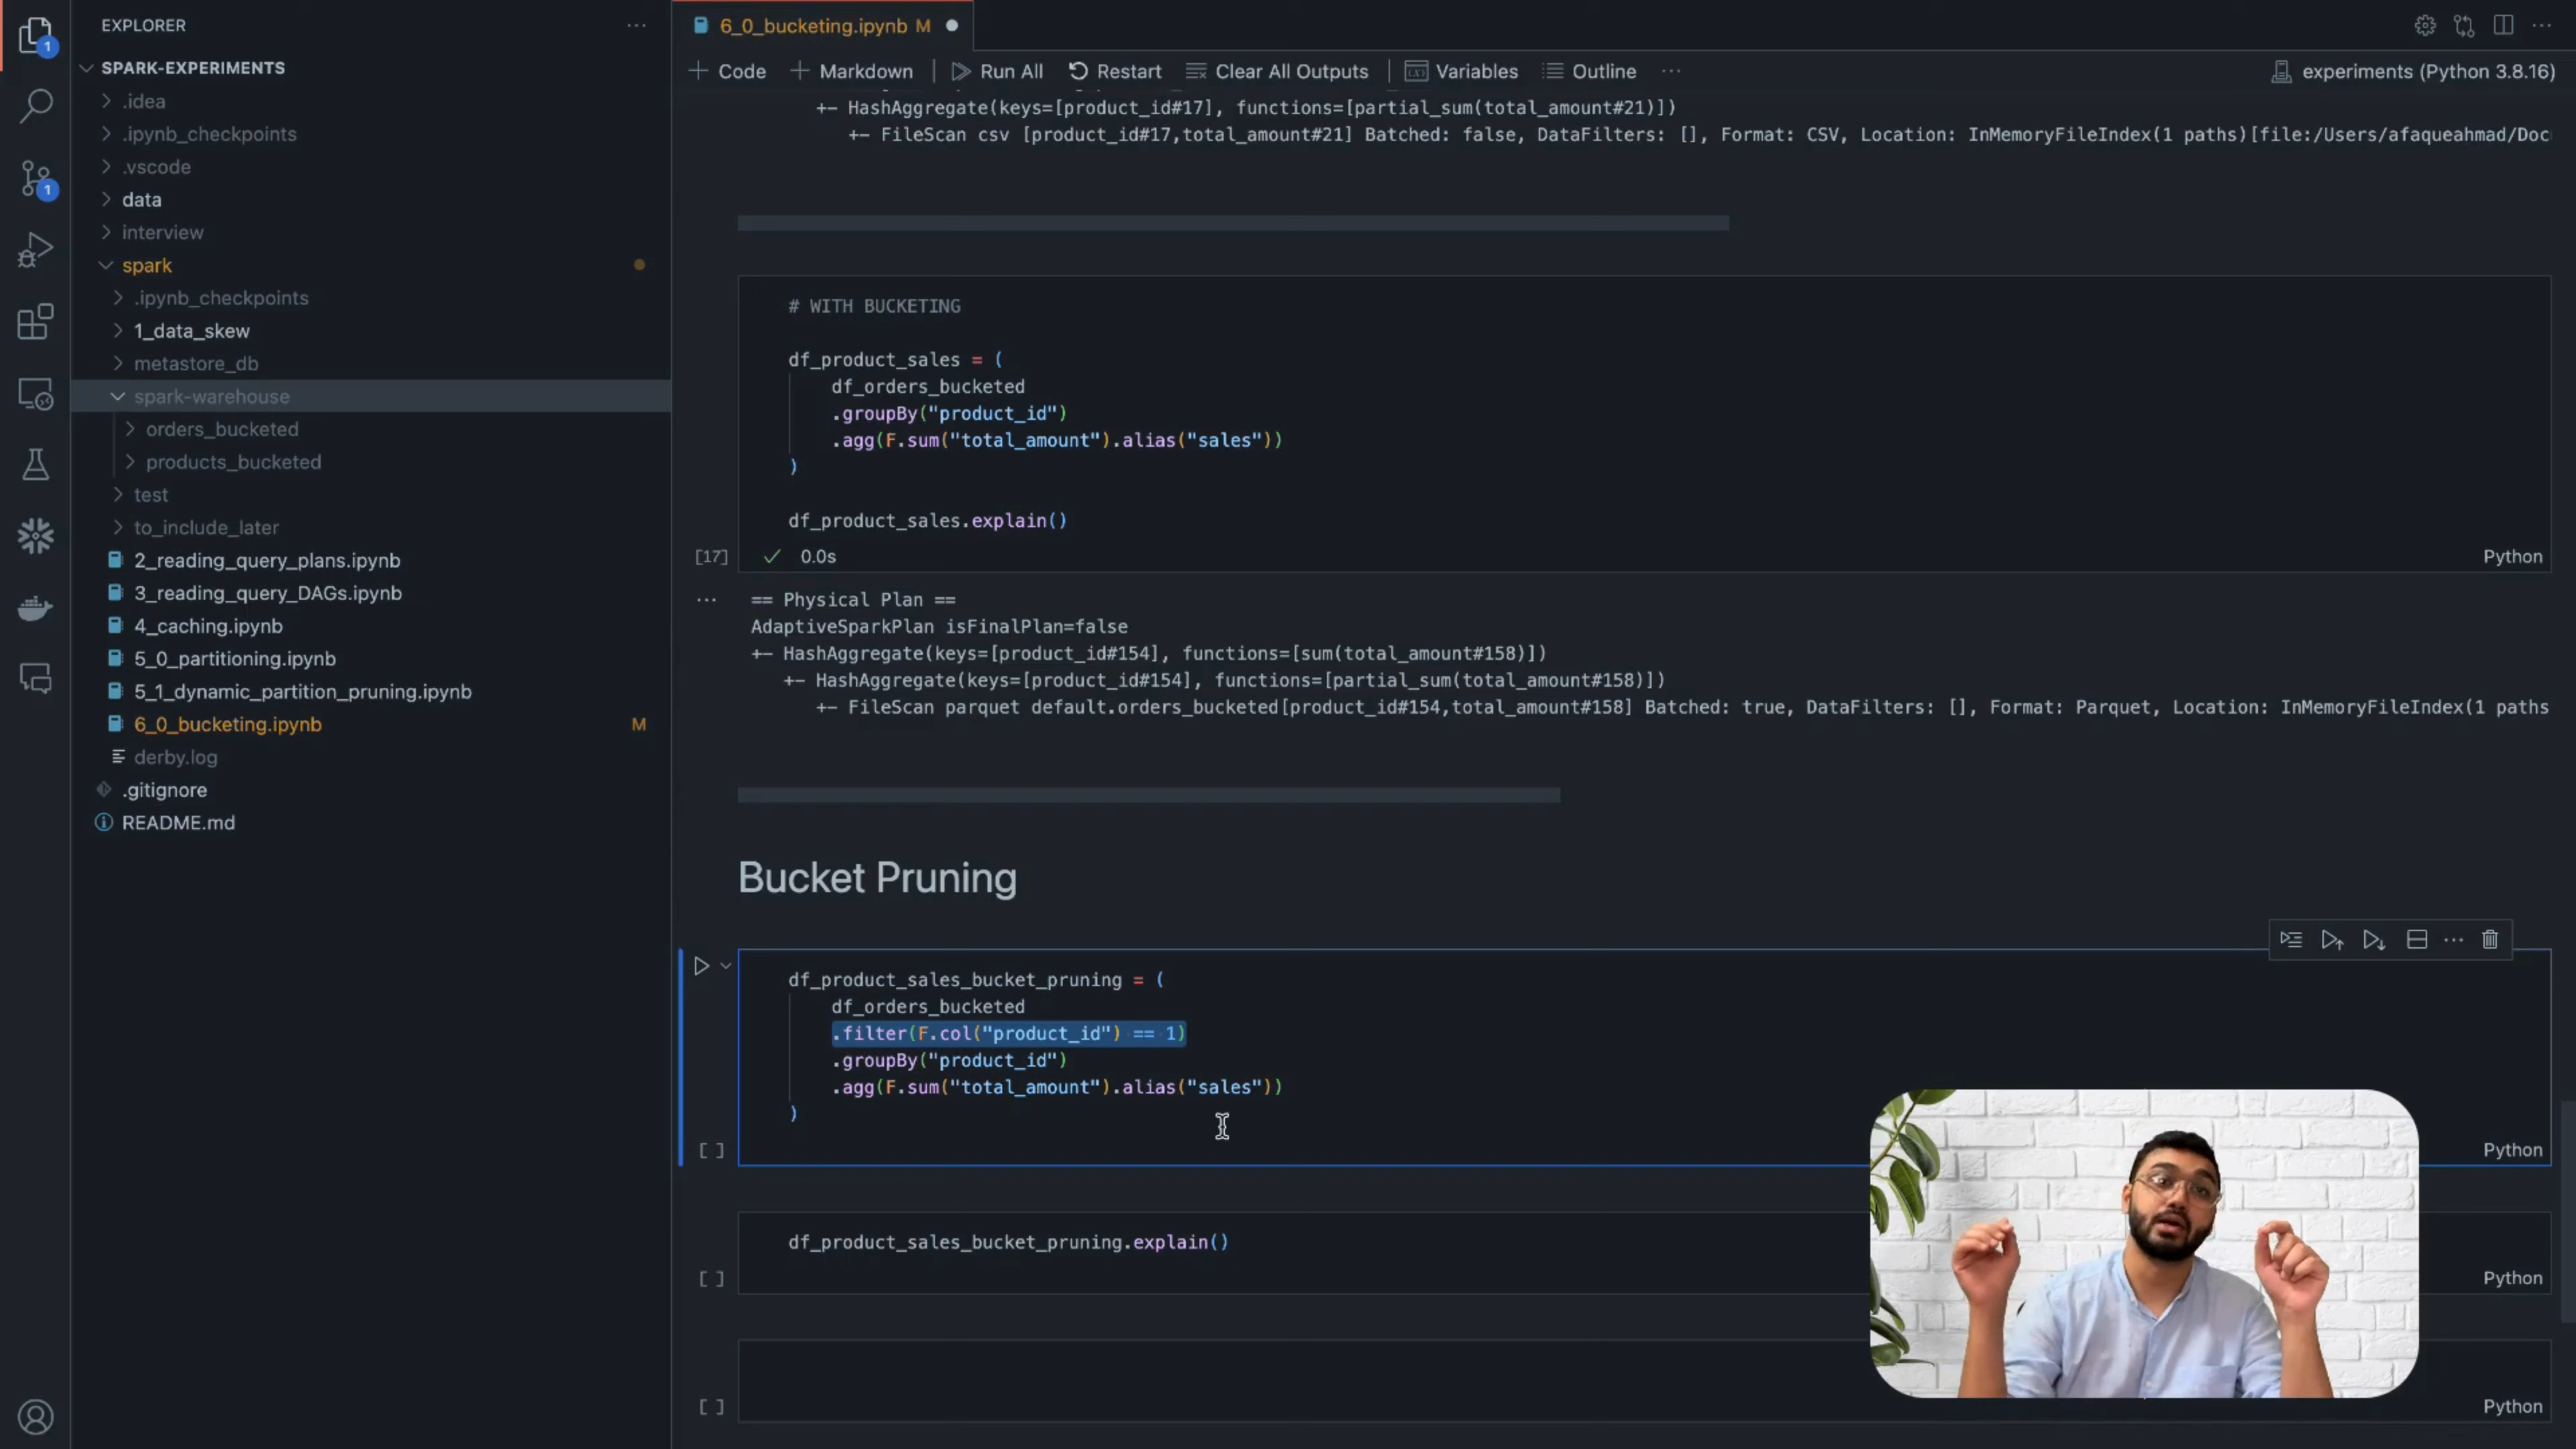 EXPLORER
SPARK-EXPERIMENTS
.idea
.ipynb_checkpoints
.vscode
data
interview
spark
.ipynb_checkpoints
1_data_skew
metastore_db
spark-warehouse
orders_bucketed
products_bucketed
test
to_include_later
2_reading_query_plans.ipynb
3_reading_query_DAGs.ipynb
4_caching.ipynb
5_0_partitioning.ipynb
5_1_dynamic_partition_pruning.ipynb
6_0_bucketing.ipynb M
derby.log
.gitignore
README.md
1
1
6_0_bucketing.ipynb M
+ Code + Markdown Run All Restart Clear All Outputs Variables Outline ... experiments (Python 3.8.16)
+- HashAggregate(keys=[product_id#17], functions=[partial_sum(total_amount#21)])
+- FileScan csv [product_id#17,total_amount#21] Batched: false, DataFilters: [], Format: CSV, Location: InMemoryFileIndex(1 paths)[file:/Users/afaqueahmad/Doc
# WITH BUCKETING
df_product_sales = (
df_orders_bucketed
.groupBy("product_id")
.agg(F.sum("total_amount").alias("sales"))
)
df_product_sales.explain()
[17] 0.0s Python
== Physical Plan ==
AdaptiveSparkPlan isFinalPlan=false
+- HashAggregate(keys=[product_id#154], functions=[sum(total_amount#158)])
+- HashAggregate(keys=[product_id#154], functions=[partial_sum(total_amount#158)])
+- FileScan parquet default.orders_bucketed[product_id#154,total_amount#158] Batched: true, DataFilters: [], Format: Parquet, Location: InMemoryFileIndex(1 paths
Bucket Pruning
df_product_sales_bucket_pruning = (
df_orders_bucketed
.filter(F.col("product_id") == 1)
.groupBy("product_id")
.agg(F.sum("total_amount").alias("sales"))
)
[ ] Python
df_product_sales_bucket_pruning.explain()
[ ] Python
[ ] Python